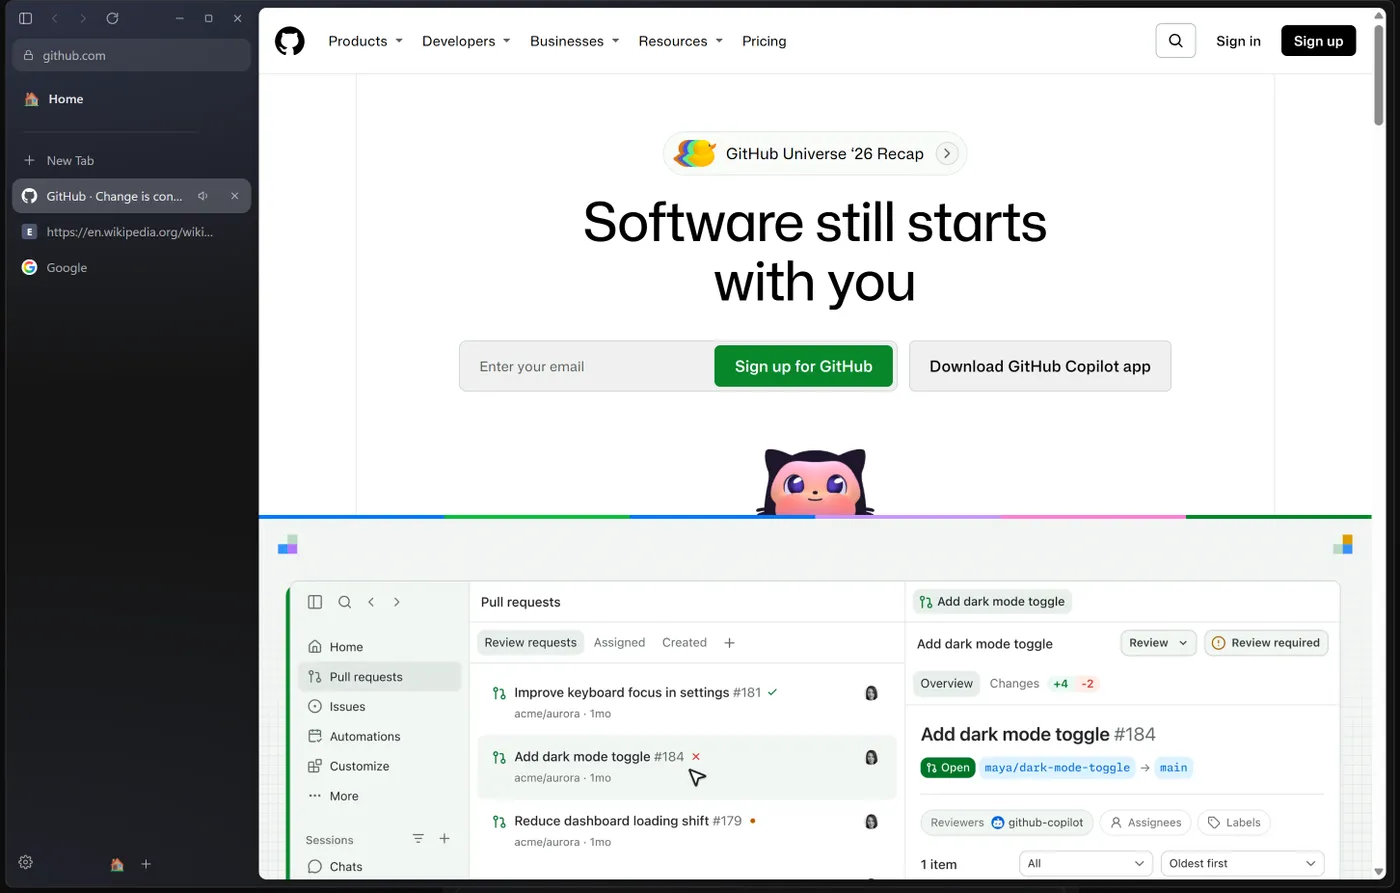 github.com
Home
New Tab
GitHub · Change is con...
E https://en.wikipedia.org/wiki...
Google
Products Developers Businesses Resources Pricing
Sign in Sign up
GitHub Universe ‘26 Recap
Software still starts
with you
Enter your email Sign up for GitHub Download GitHub Copilot app
Home
Pull requests
Issues
Automations
Customize
More
Sessions
Chats
Pull requests
Review requests Assigned Created
Improve keyboard focus in settings #181
acme/aurora · 1mo
Add dark mode toggle #184
acme/aurora · 1mo
Reduce dashboard loading shift #179
acme/aurora · 1mo
Add dark mode toggle
Add dark mode toggle Review Review required
Overview Changes +4 -2
Add dark mode toggle #184
Open maya/dark-mode-toggle → main
Reviewers github-copilot Assignees Labels
1 item All Oldest first